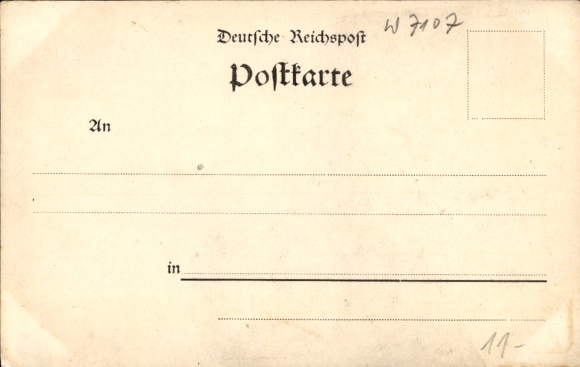 Deutſche Reichspoſt
W 7107
Poſtkarte
An
in
11-